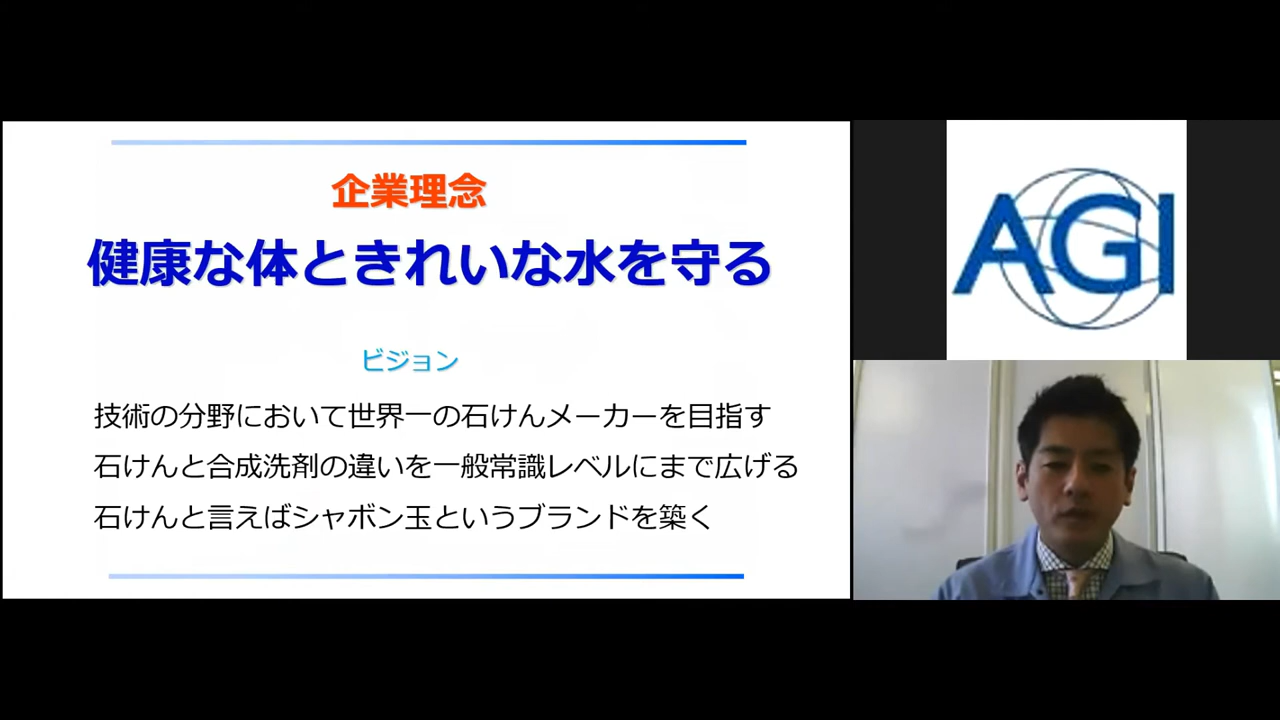 企業理念
健康な体ときれいな水を守る
ビジョン
技術の分野において世界一の石けんメーカーを目指す
石けんと合成洗剤の違いを一般常識レベルにまで広げる
石けんと言えばシャボン玉というブランドを築く
AGI